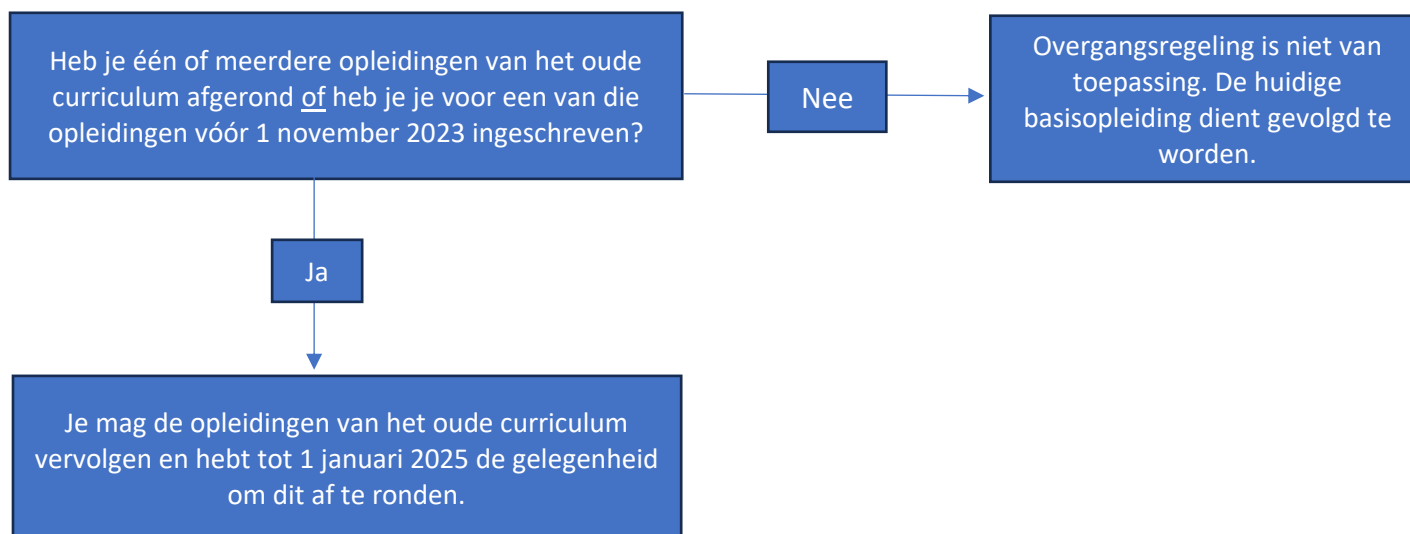 Heb je één of meerdere opleidingen van het oude
curriculum afgerond of heb je je voor een van die
opleidingen vóór 1 november 2023 ingeschreven?
Nee
Overgangsregeling is niet van
toepassing. De huidige
basisopleiding dient gevolgd te
worden.
Ja
Je mag de opleidingen van het oude curriculum
vervolgen en hebt tot 1 januari 2025 de gelegenheid
om dit af te ronden.